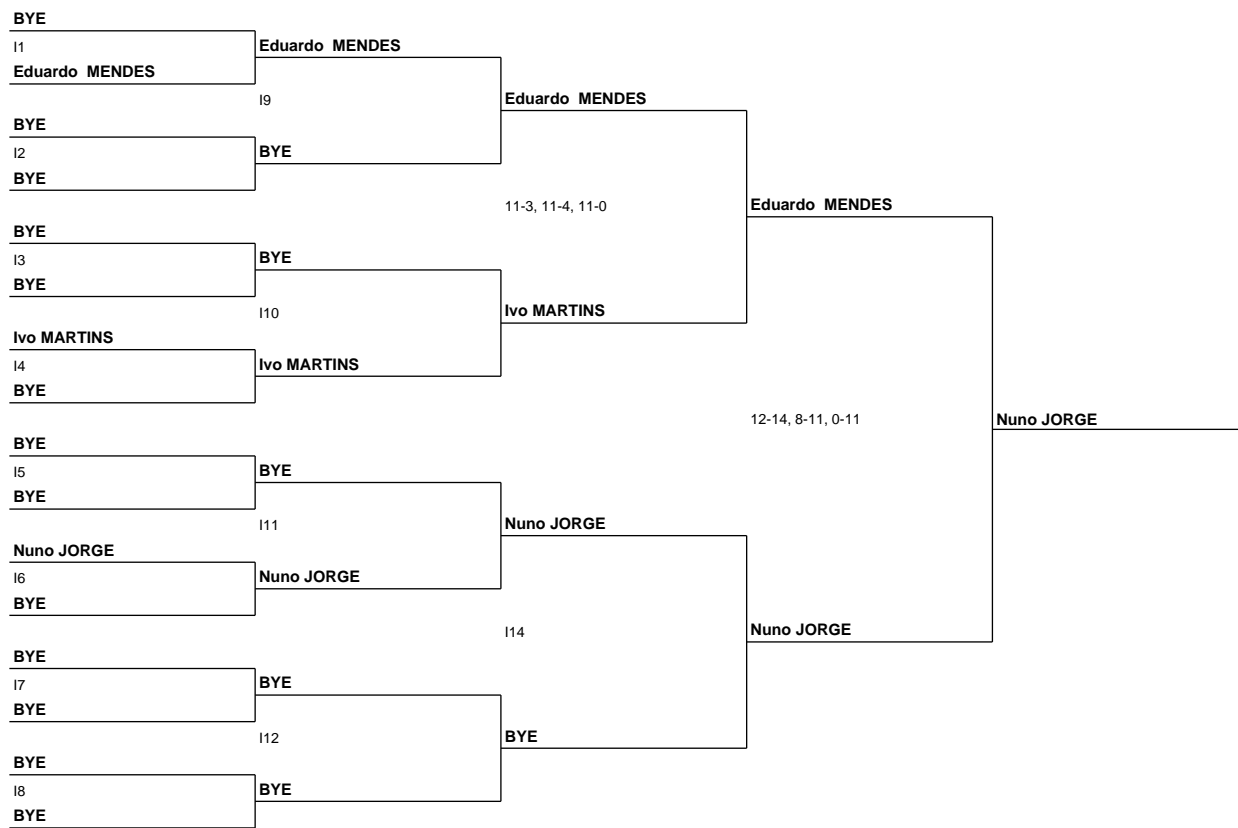 BYE
I1
Eduardo  MENDES
Eduardo  MENDES
I9
Eduardo  MENDES
BYE
I2
BYE
BYE
11-3, 11-4, 11-0
Eduardo  MENDES
BYE
I3
BYE
BYE
I10
Ivo MARTINS
Ivo MARTINS
I4
Ivo MARTINS
BYE
12-14, 8-11, 0-11
Nuno JORGE
BYE
I5
BYE
BYE
I11
Nuno JORGE
Nuno JORGE
I6
Nuno JORGE
BYE
I14
Nuno JORGE
BYE
I7
BYE
BYE
I12
BYE
BYE
I8
BYE
BYE